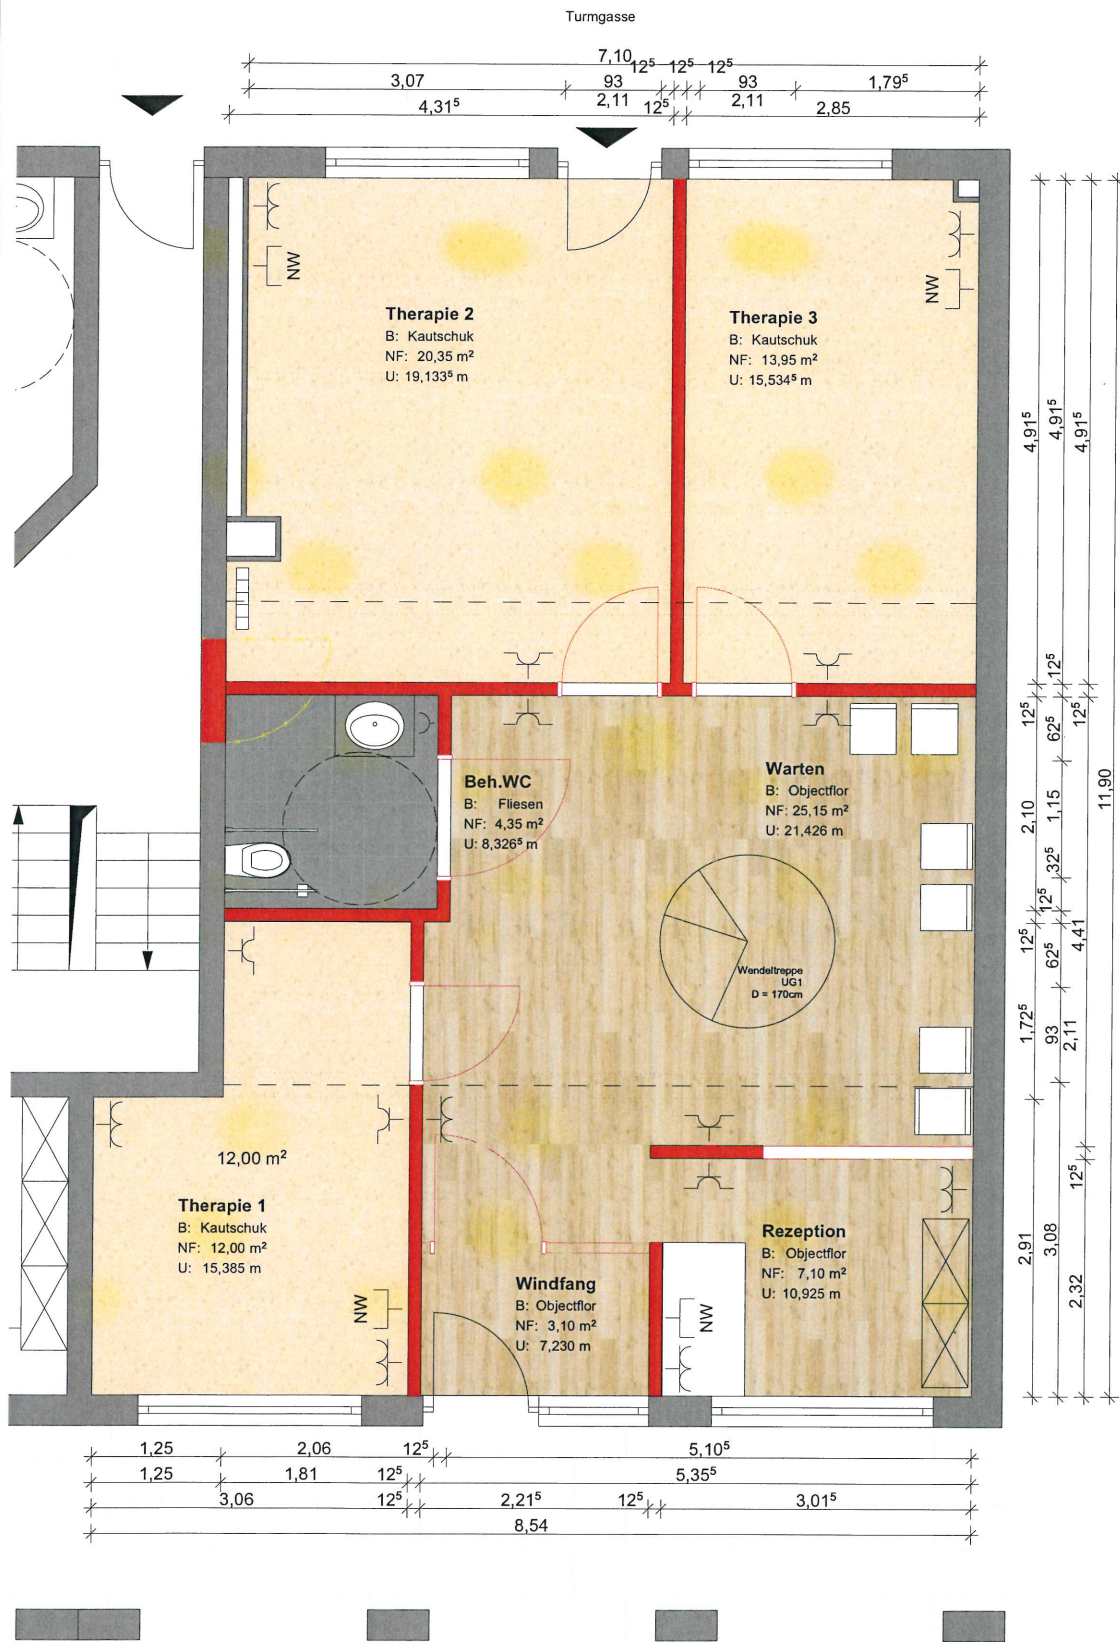 Turmgasse
7,10
12⁵ 12⁵ 12⁵
3,07 93 93 1,79⁵
2,11 2,11
4,31⁵ 12⁵ 2,85
NW
NW
Therapie 2
B: Kautschuk
NF: 20,35 m²
U: 19,133⁵ m
Therapie 3
B: Kautschuk
NF: 13,95 m²
U: 15,534⁵ m
4,91⁵
4,91⁵
4,91⁵
12⁵
12⁵
62⁵
12⁵
Beh.WC
B: Fliesen
NF: 4,35 m²
U: 8,326⁵ m
Warten
B: Objectflor
NF: 25,15 m²
U: 21,426 m
2,10
1,15
11,90
32⁵
12⁵
12⁵
62⁵
4,41
Wendeltreppe
UG1
D = 170cm
1,72⁵
93
2,11
12,00 m²
Therapie 1
B: Kautschuk
NF: 12,00 m²
U: 15,385 m
NW
12⁵
2,91
3,08
2,32
Rezeption
B: Objectflor
NF: 7,10 m²
U: 10,925 m
Windfang
B: Objectflor
NF: 3,10 m²
U: 7,230 m
NW
1,25 2,06 12⁵ 5,10⁵
1,25 1,81 12⁵ 5,35⁵
3,06 12⁵ 2,21⁵ 12⁵ 3,01⁵
8,54